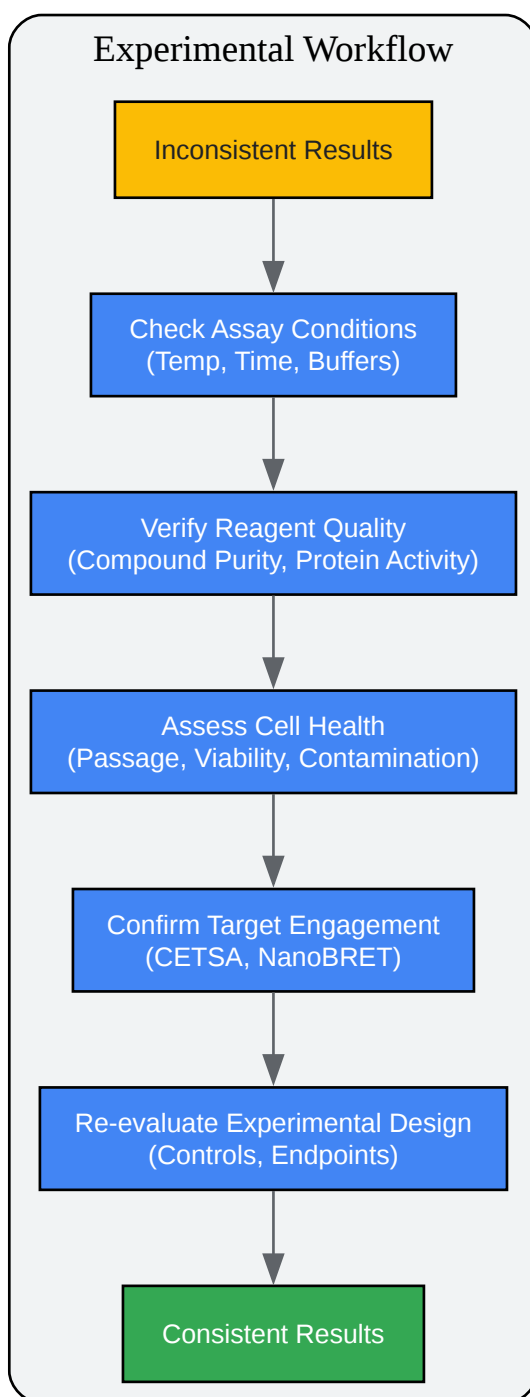 Experimental Workflow
Inconsistent Results
Check Assay Conditions
(Temp, Time, Buffers)
Verify Reagent Quality
(Compound Purity, Protein Activity)
Assess Cell Health
(Passage, Viability, Contamination)
Confirm Target Engagement
(CETSA, NanoBRET)
Re-evaluate Experimental Design
(Controls, Endpoints)
Consistent Results